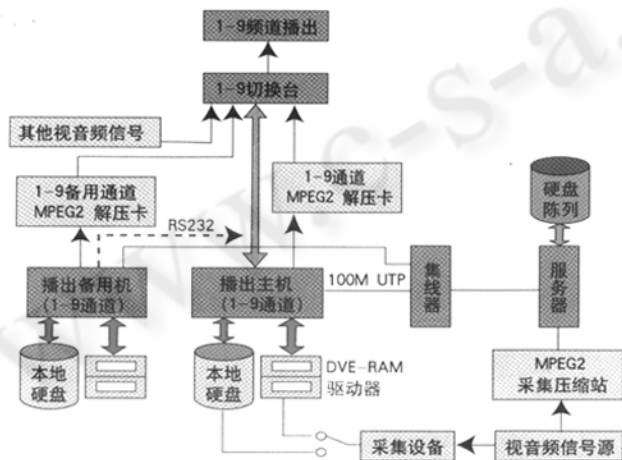 1-9频道播出
1-9切换台
其他视音频信号
1-9备用通道
MPEG2 解压卡
1-9通道
MPEG2 解压卡
硬盘
陈列
RS232
播出备用机
(1-9通道)
播出主机
(1-9通道)
100M UTP
集线器
服务器
本地
硬盘
本地
硬盘
DVE-RAM
驱动器
MPEG2
采集压缩站
采集设备
视音频信号源
www.c-s-a.